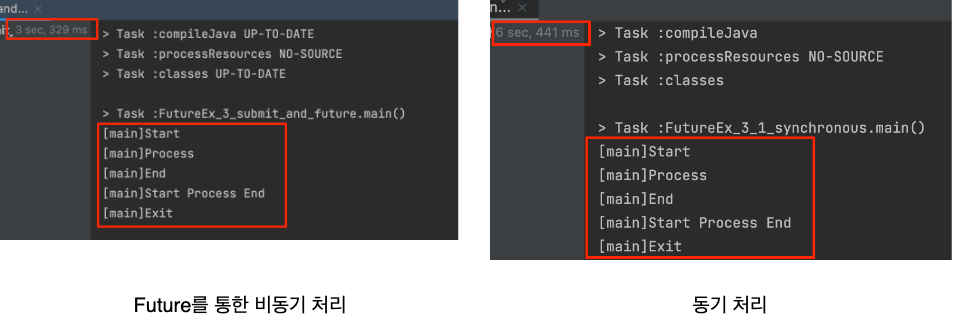 and...
3 sec, 329 ms
> Task :compileJava UP-TO-DATE
> Task :processResources NO-SOURCE
> Task :classes UP-TO-DATE
> Task :FutureEx_3_submit_and_future.main()
[main]Start
[main]Process
[main]End
[main]Start Process End
[main]Exit
Future를 통한 비동기 처리
n...
6 sec, 441 ms
> Task :compileJava
> Task :processResources NO-SOURCE
> Task :classes
> Task :FutureEx_3_1_synchronous.main()
[main]Start
[main]Process
[main]End
[main]Start Process End
[main]Exit
동기 처리